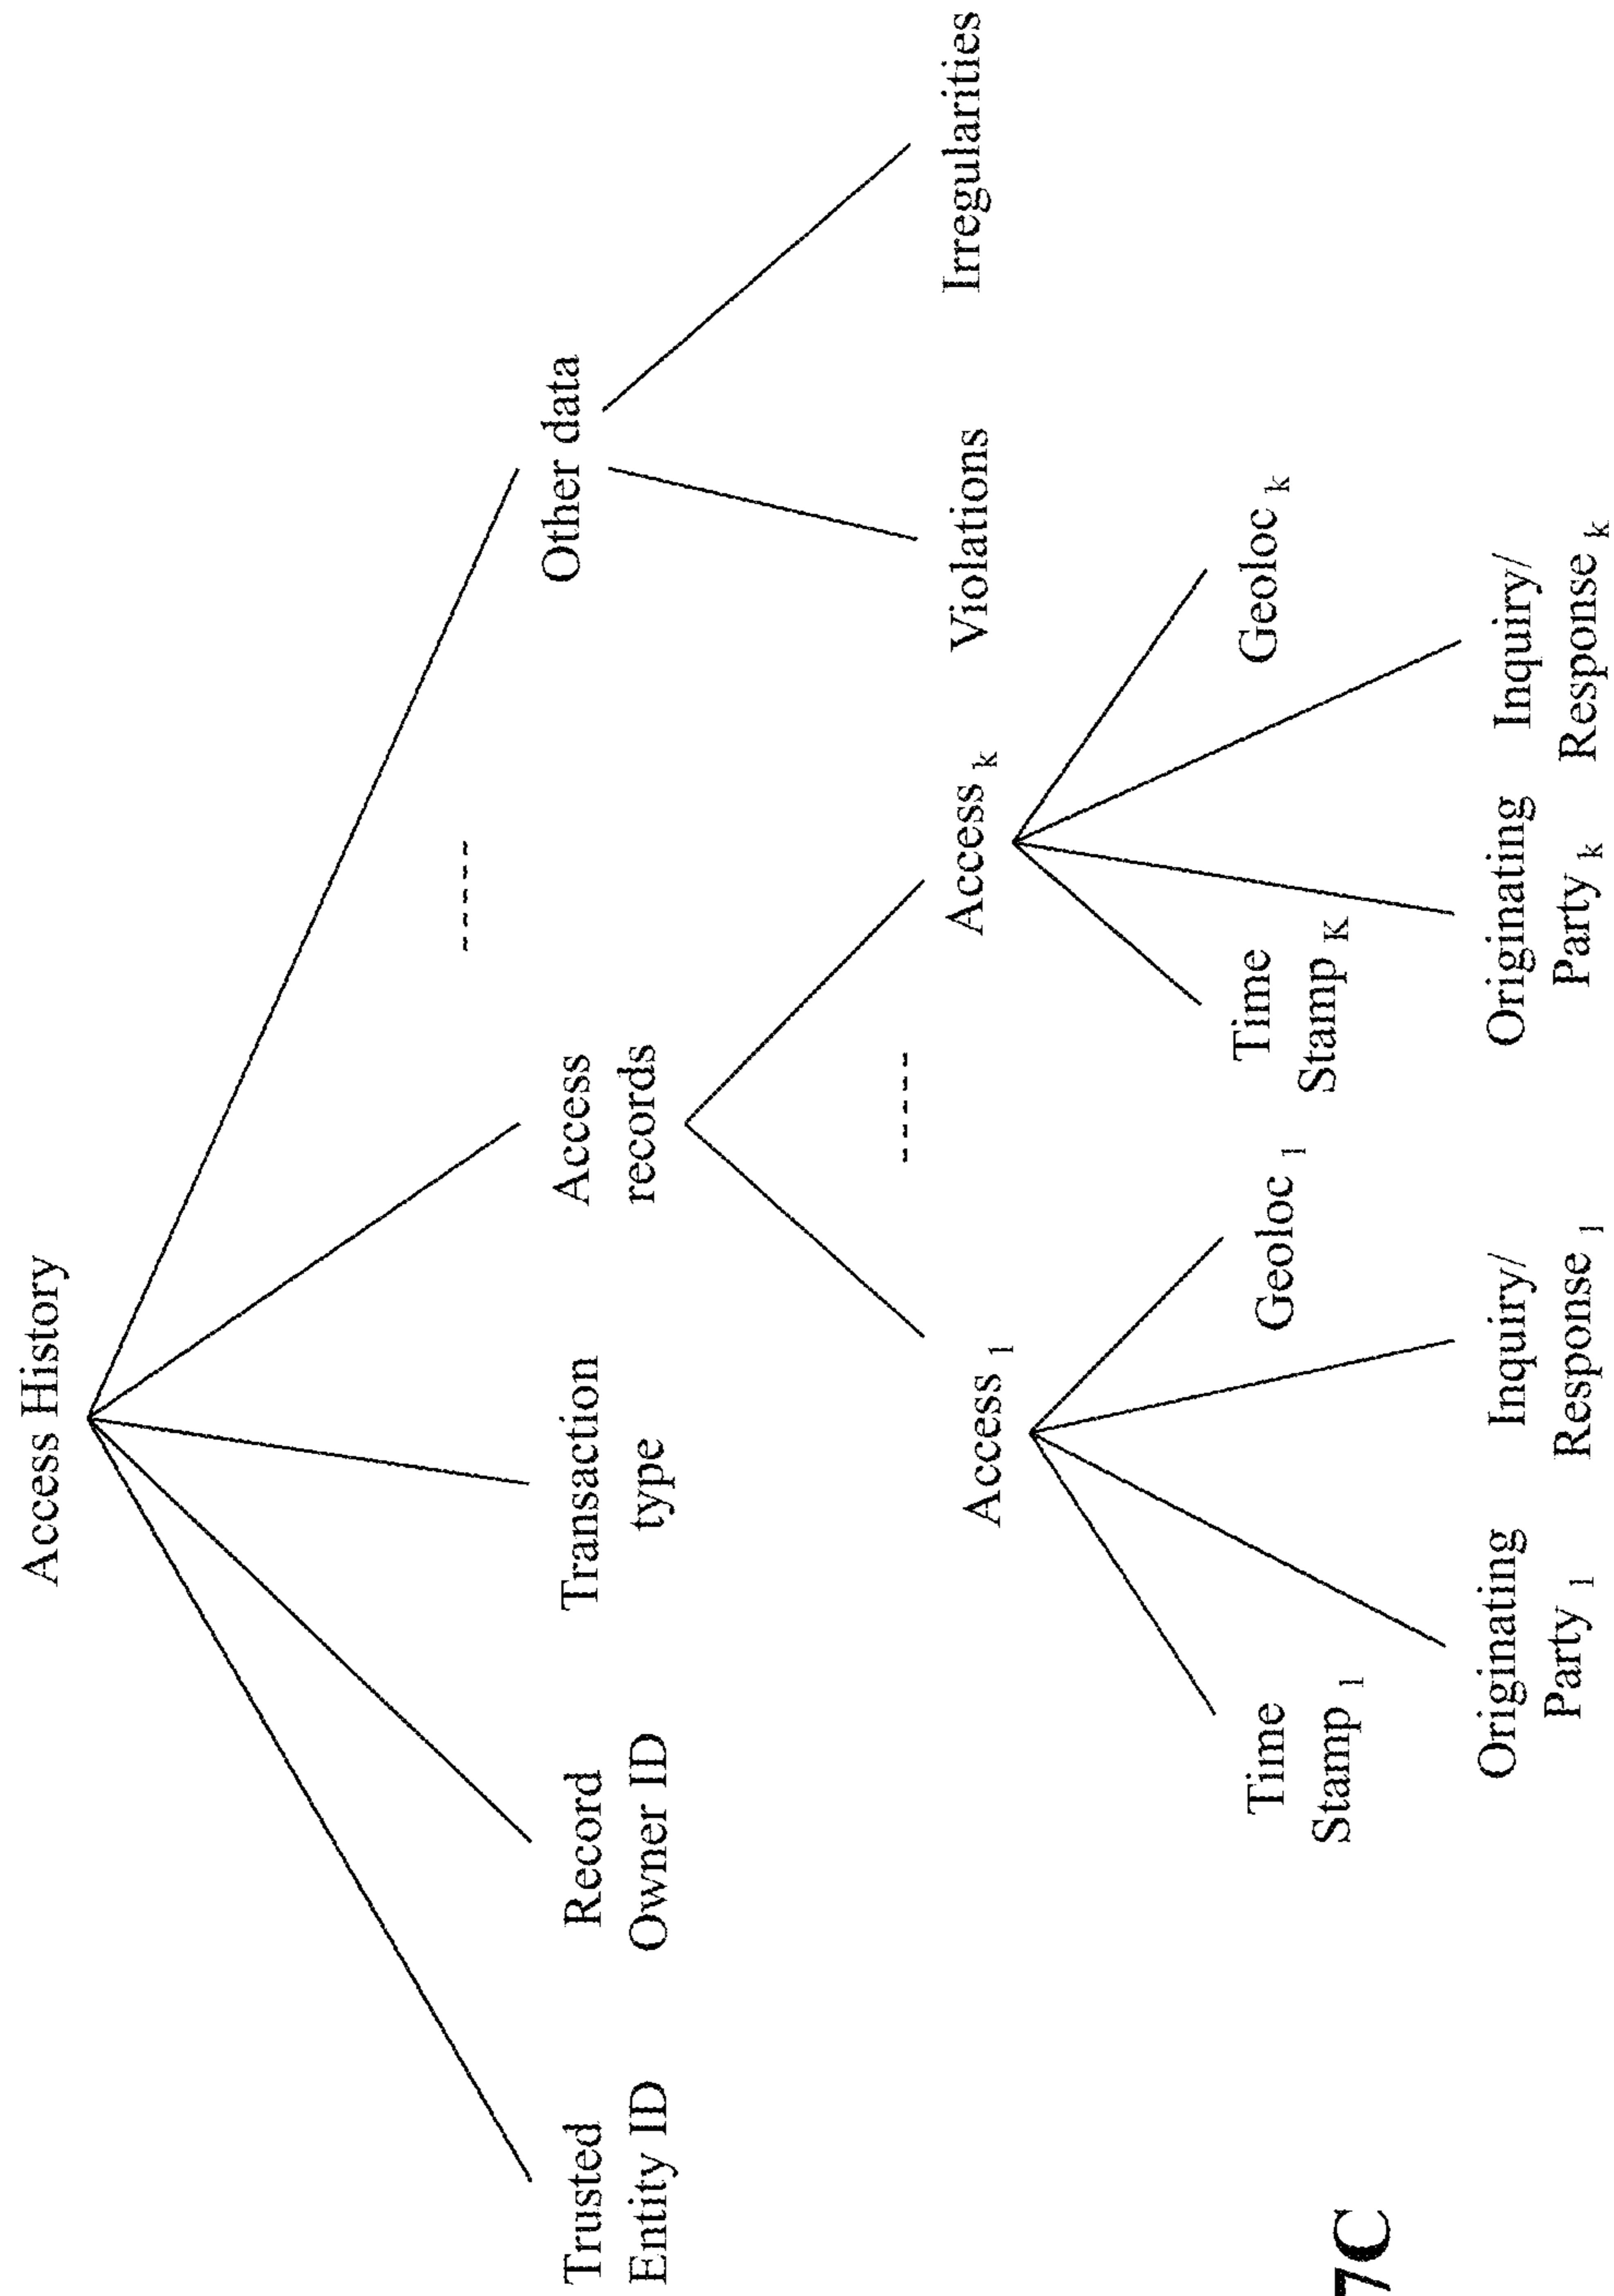 Access History
Trusted
Entity ID
Record
Owner ID
Transaction
type
Access
records
-----
Other data
Access 1
-----
Access k
Violations
Irregularities
Time
Stamp 1
Geoloc 1
Time
Stamp K
Geoloc k
Originating
Party 1
Inquiry/
Response 1
Originating
Party k
Inquiry/
Response k
7C